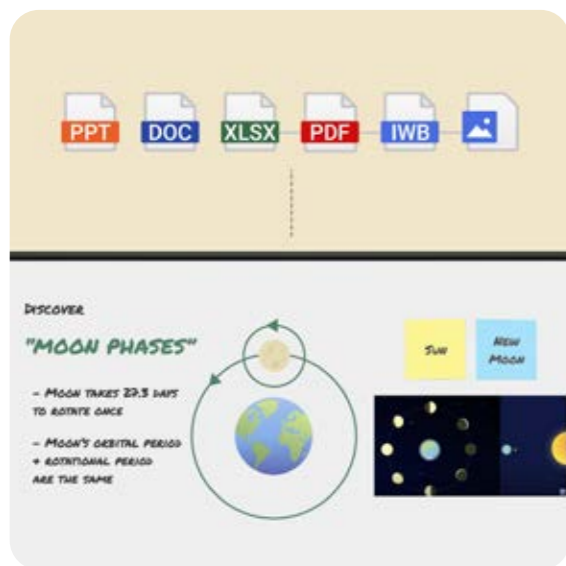 PPT DOC XLSX PDF IWB
DISCOVER
"MOON PHASES"
- MOON TAKES 27.3 DAYS
TO ROTATE ONCE
- MOON'S ORBITAL PERIOD
+ ROTATIONAL PERIOD
ARE THE SAME
SUN
NEW
MOON